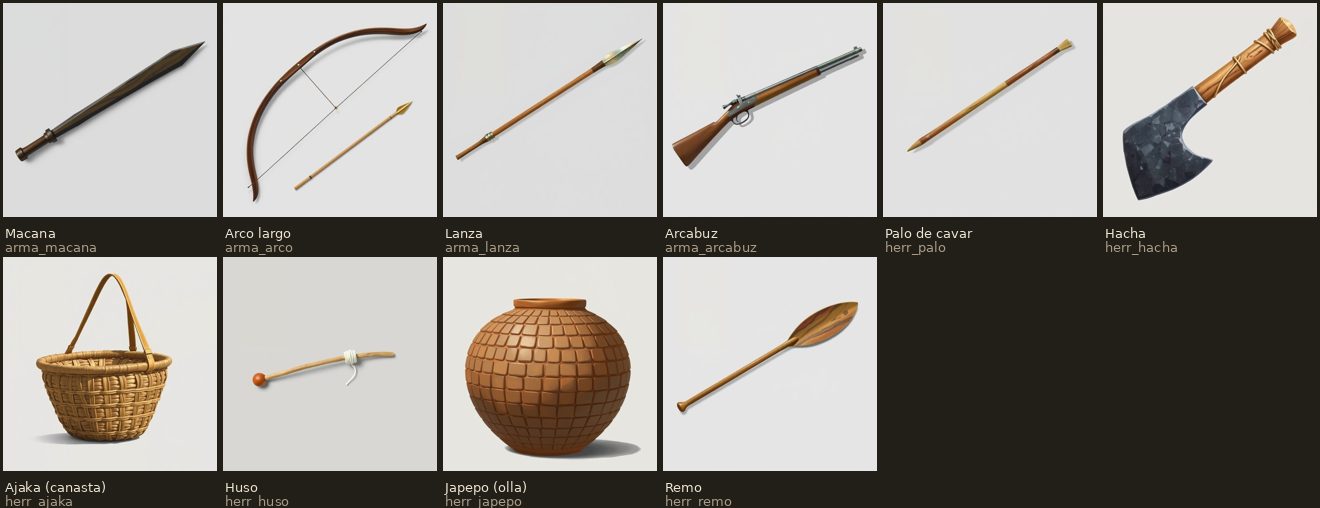 Macana
arma_macana
Arco largo
arma_arco
Lanza
arma_lanza
Arcabuz
arma_arcabuz
Palo de cavar
herr_palo
Hacha
herr_hacha
Ajaka (canasta)
herr_ajaka
Huso
herr_huso
Japepo (olla)
herr_japepo
Remo
herr_remo